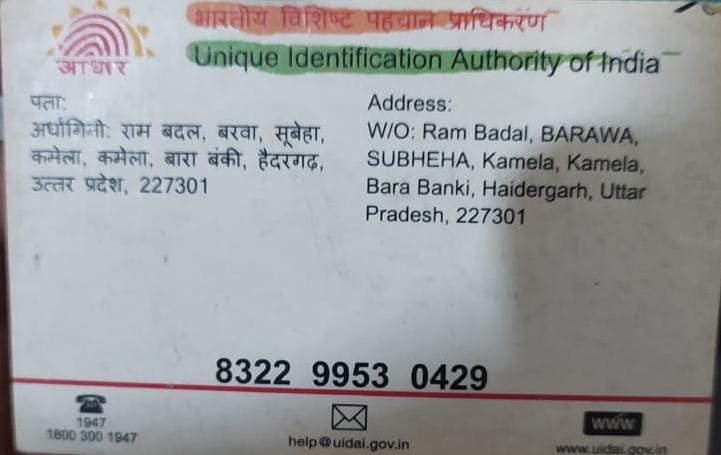 भारतीय विशिष्ट पहचान प्राधिकरण
Unique Identification Authority of India
आधार
पता:
अर्धांगिनी: राम बदल, बरवा, सूबेहा,
कमेला, कमेला, बारा बंकी, हैदरगढ़,
उत्तर प्रदेश, 227301
Address:
W/O: Ram Badal, BARAWA,
SUBHEHA, Kamela, Kamela,
Bara Banki, Haidergarh, Uttar
Pradesh, 227301
8322 9953 0429
1947
1800 300 1947
help@uidai.gov.in
WWW
www.uidai.gov.in